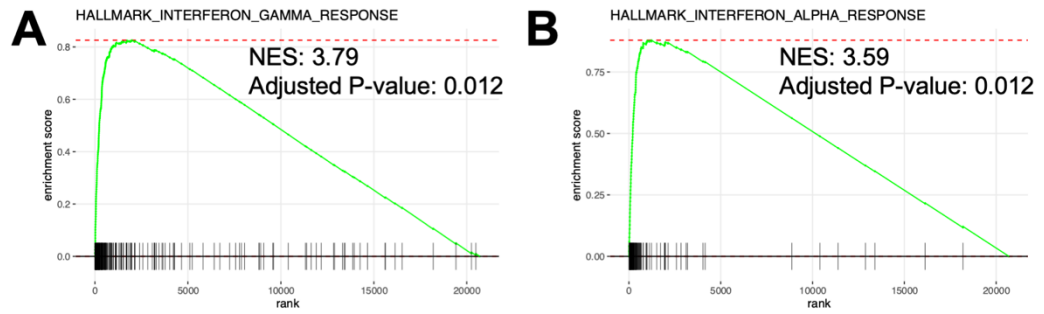 A
HALLMARK_INTERFERON_GAMMA_RESPONSE
NES: 3.79
Adjusted P-value: 0.012
enrichment score
0.8
0.6
0.4
0.2
0.0
0
5000
10000
15000
20000
rank
B
HALLMARK_INTERFERON_ALPHA_RESPONSE
NES: 3.59
Adjusted P-value: 0.012
enrichment score
0.75
0.50
0.25
0.00
0
5000
10000
15000
20000
rank